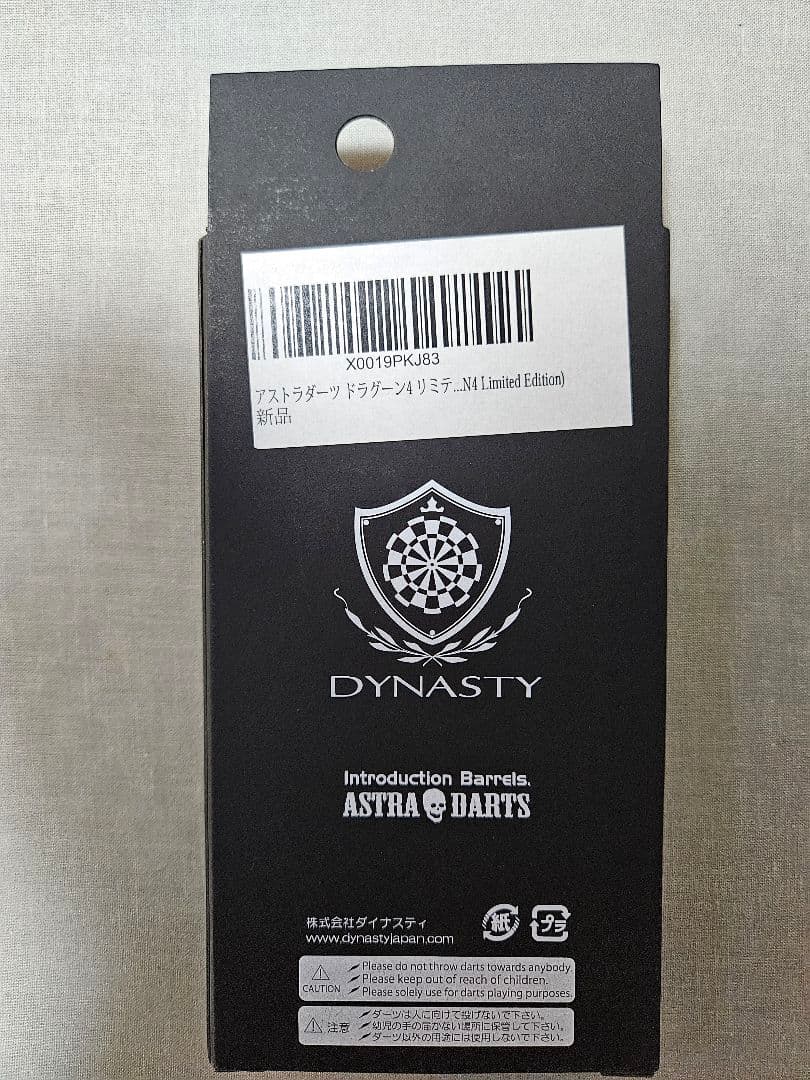 X0019PKJ83
アストラダーツ ドラグーン4 リミテ...N4 Limited Edition)
新品
DYNASTY
Introduction Barrels.
ASTRA DARTS
株式会社ダイナスティ
www.dynastyjapan.com
紙
プラ
CAUTION
Please do not throw darts towards anybody.
Please keep out of reach of children.
Please solely use for darts playing purposes.
注意
ダーツは人に向けて投げないで下さい。
幼児の手の届かない場所に保管して下さい。
ダーツ以外の用途には使用しないで下さい。